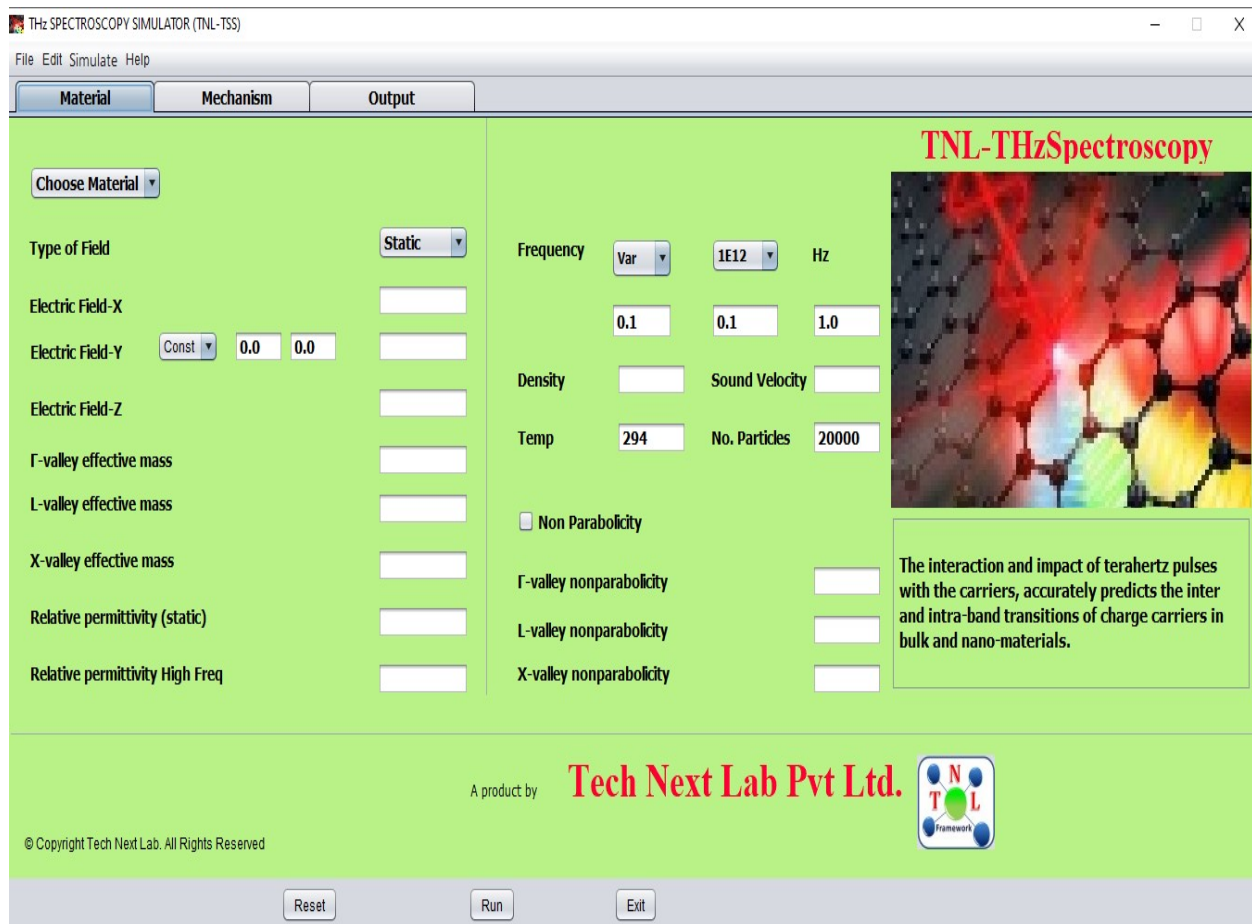 THz SPECTROSCOPY SIMULATOR (TNL-TSS)
File Edit Simulate Help
Material Mechanism Output
Choose Material
Type of Field Static
Electric Field-X
Electric Field-Y Const 0.0 0.0
Electric Field-Z
Γ-valley effective mass
L-valley effective mass
X-valley effective mass
Relative permittivity (static)
Relative permittivity High Freq
Frequency Var 1E12 Hz
0.1 0.1 1.0
Density Sound Velocity
Temp 294 No. Particles 20000
Non Parabolicity
Γ-valley nonparabolicity
L-valley nonparabolicity
X-valley nonparabolicity
TNL-THzSpectroscopy
The interaction and impact of terahertz pulses
with the carriers, accurately predicts the inter
and intra-band transitions of charge carriers in
bulk and nano-materials.
A product by Tech Next Lab Pvt Ltd.
N
T L
Framework
© Copyright Tech Next Lab. All Rights Reserved
Reset Run Exit